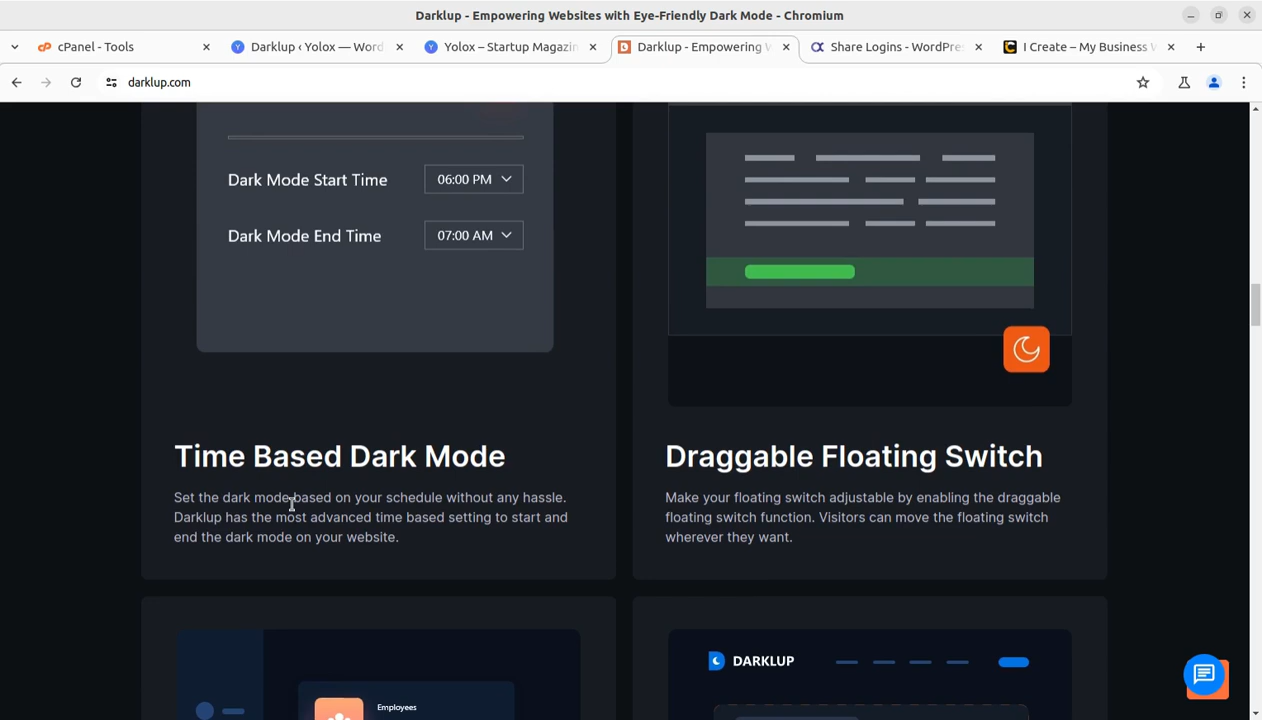 Darklup - Empowering Websites with Eye-Friendly Dark Mode - Chromium
cPanel - Tools
Darklup ‹ Yolox — Word
Yolox – Startup Magazin
Darklup - Empowering W
Share Logins - WordPre
I Create – My Business W
darklup.com
Dark Mode Start Time
06:00 PM
Dark Mode End Time
07:00 AM
Time Based Dark Mode
Set the dark mode based on your schedule without any hassle.
Darklup has the most advanced time based setting to start and
end the dark mode on your website.
Draggable Floating Switch
Make your floating switch adjustable by enabling the draggable
floating switch function. Visitors can move the floating switch
wherever they want.
Employees
DARKLUP